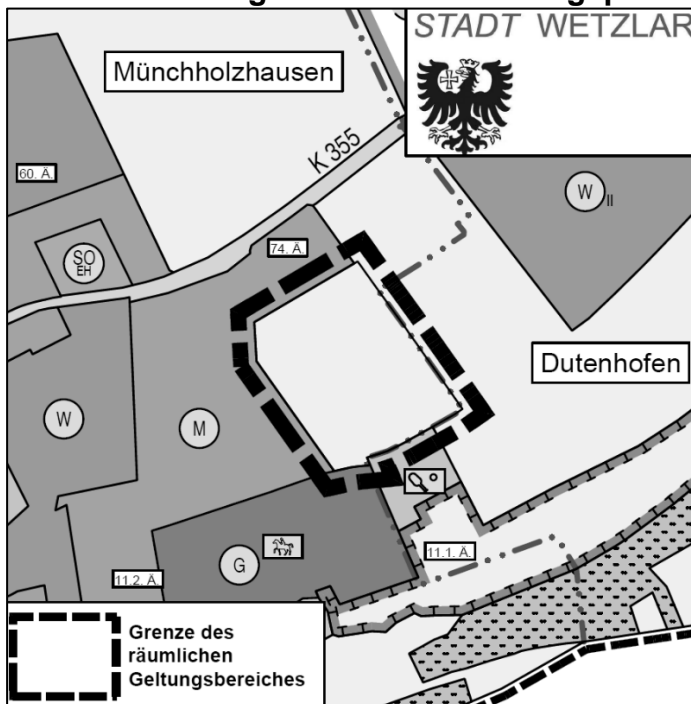 STADT WETZLAR
Münchholzhausen
K 355
60. Ä.
W II
74. Ä.
SO
EH
Dutenhofen
W
M
11.1. Ä.
G
11.2. Ä.
Grenze des
räumlichen
Geltungsbereiches